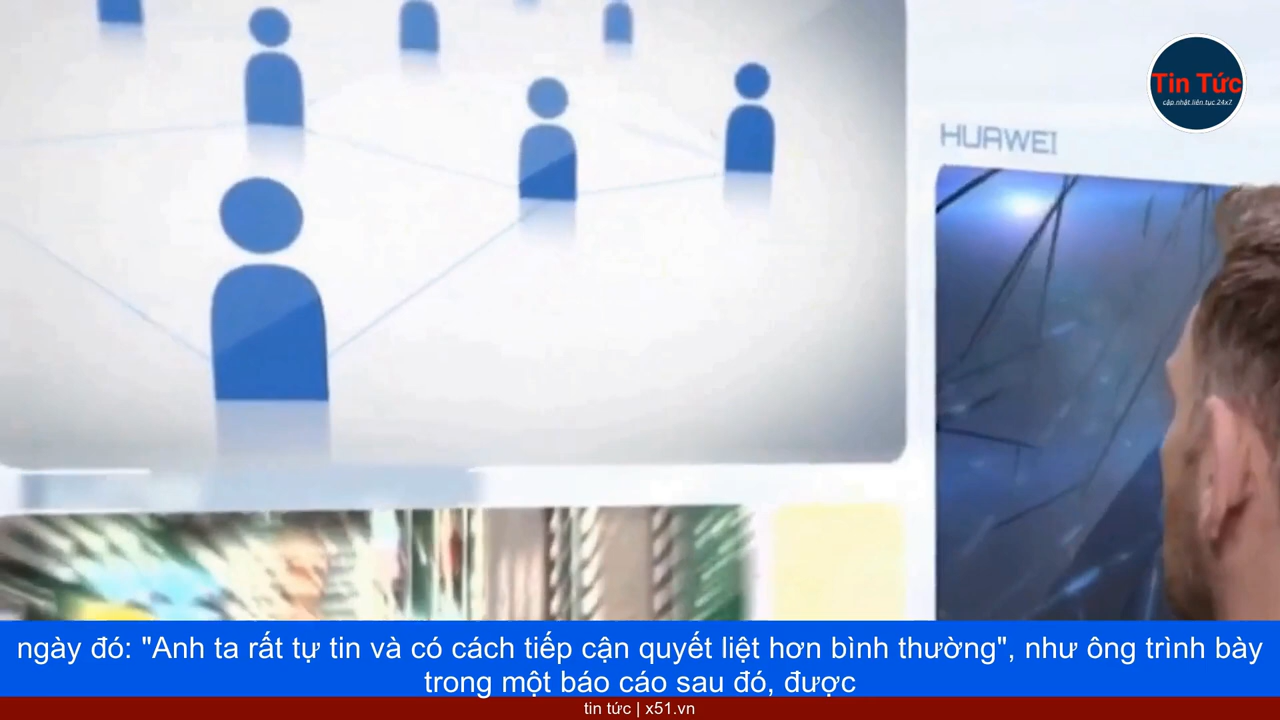 Tin Tức
cập nhật liên tục 24x7
HUAWEI
ngày đó: "Anh ta rất tự tin và có cách tiếp cận quyết liệt hơn bình thường", như ông trình bày
trong một báo cáo sau đó, được
tin tức | x51.vn